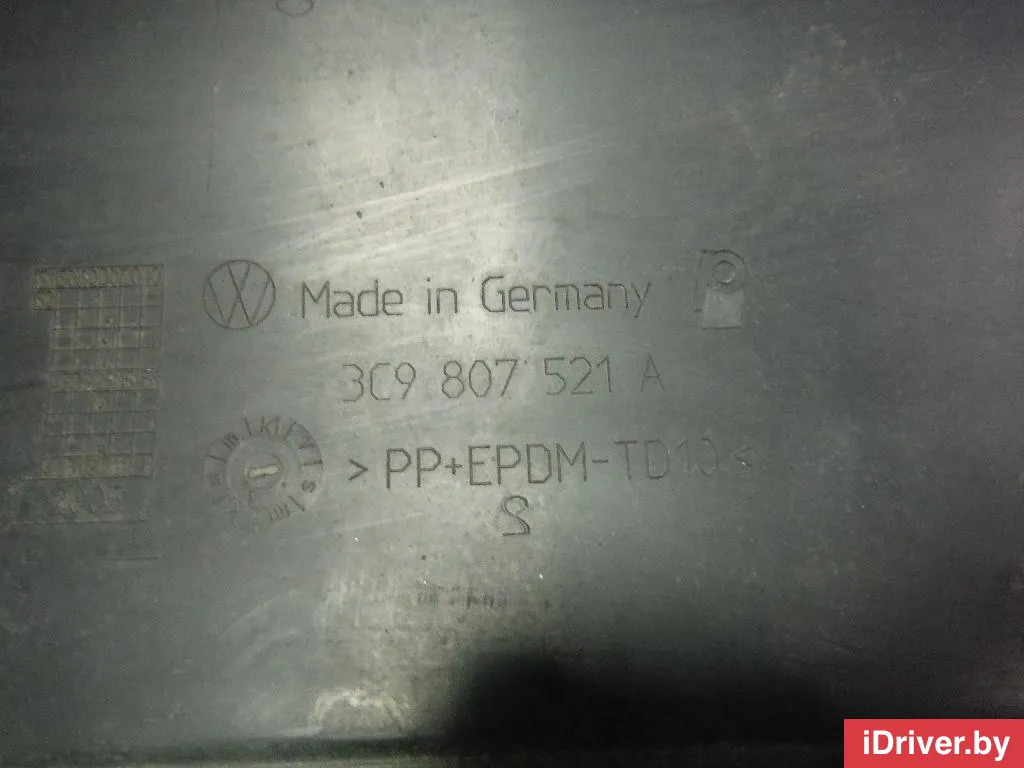 Made in Germany
3C9 807 521 A
>PP+EPDM-TD10<
iDriver.by